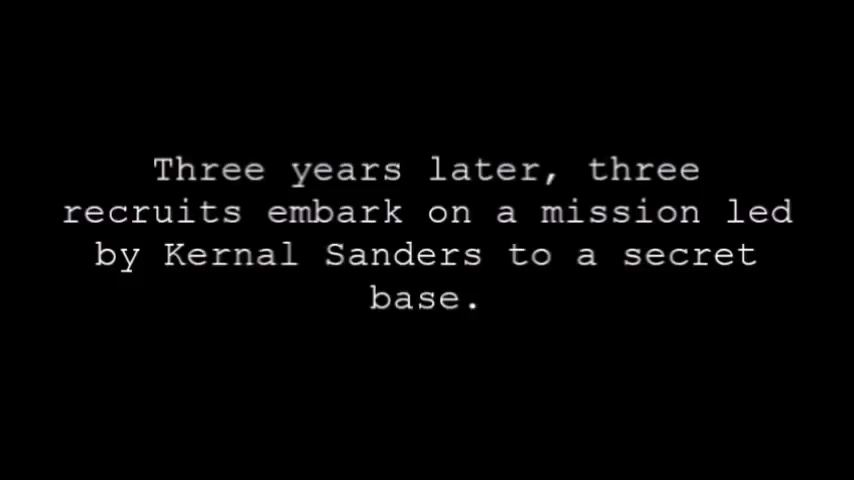 Three years later, three
recruits embark on a mission led
by Kernal Sanders to a secret
base.